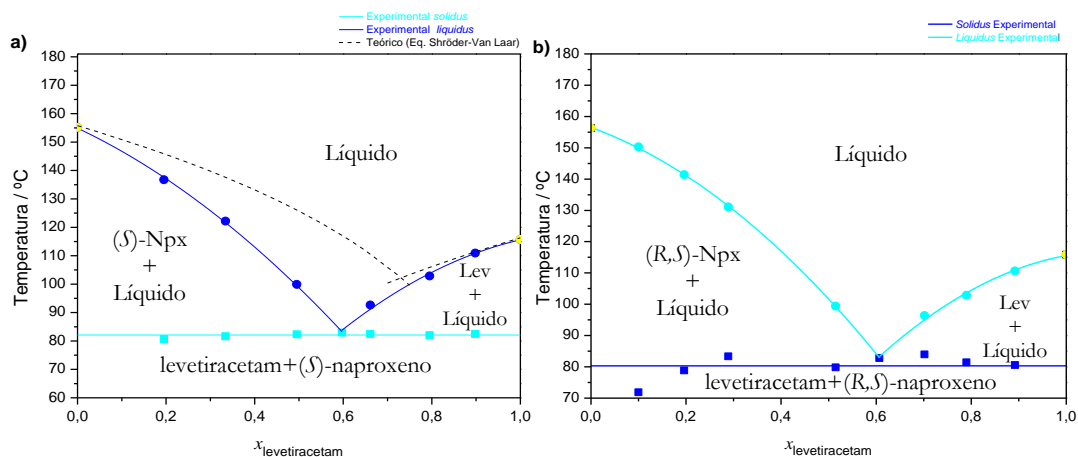 Experimental solidus
Experimental liquidus
Teórico (Eq. Shröder-Van Laar)
a)
Temperatura / ºC
180
170
160
150
140
130
120
110
100
90
80
70
60
Líquido
(S)-Npx
+
Líquido
Lev
+
Líquido
levetiracetam+(S)-naproxeno
0,0
0,2
0,4
0,6
0,8
1,0
xlevetiracetam
Solidus Experimental
Liquidus Experimental
b)
Temperatura / ºC
180
170
160
150
140
130
120
110
100
90
80
70
Líquido
(R,S)-Npx
+
Líquido
Lev
+
Líquido
levetiracetam+(R,S)-naproxeno
0,0
0,2
0,4
0,6
0,8
1,0
xlevetiracetam